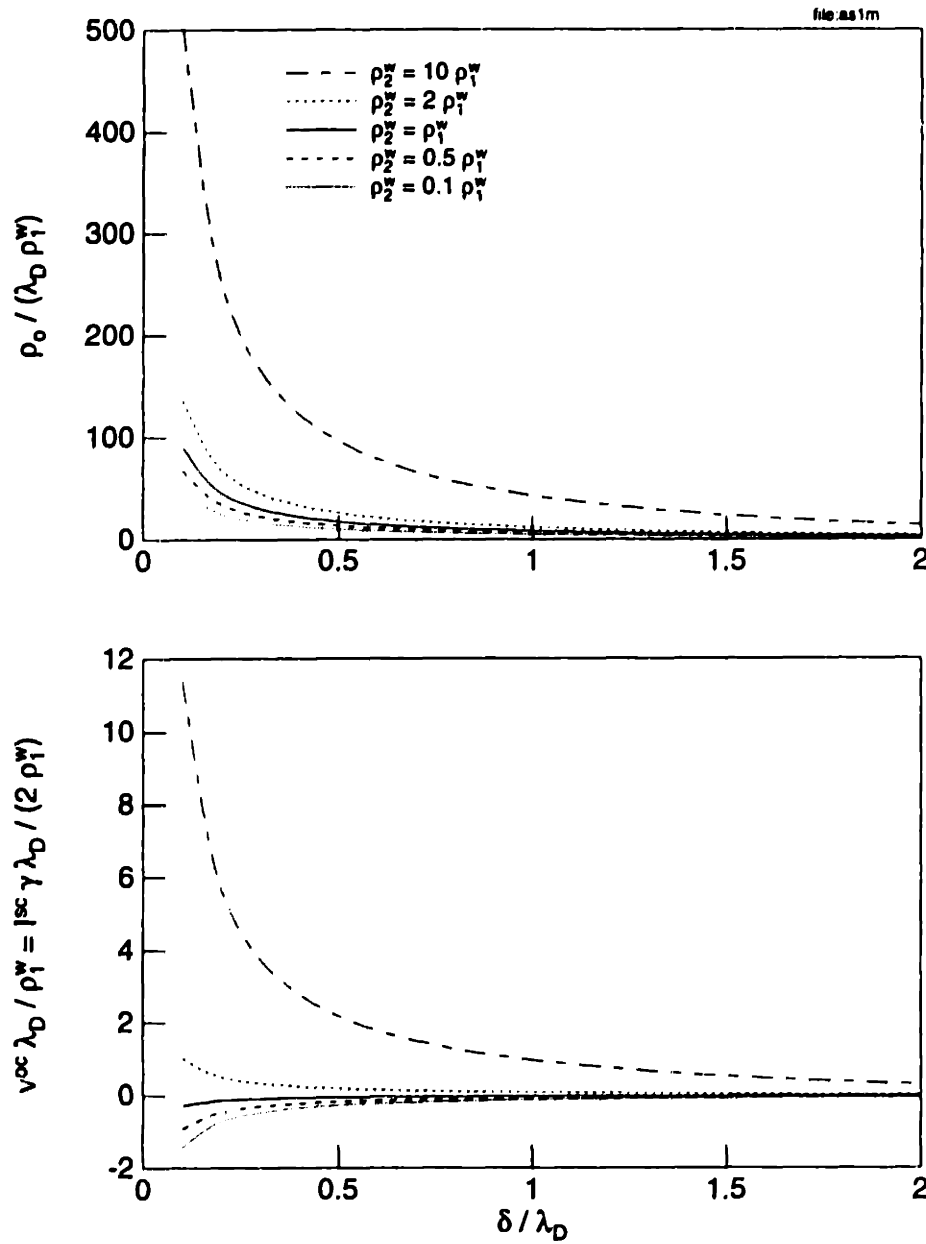 file:as1m
500
400
300
200
100
0
ρ₀ / (λ_D ρ₁ʷ)
ρ₂ʷ = 10 ρ₁ʷ
ρ₂ʷ = 2 ρ₁ʷ
ρ₂ʷ = ρ₁ʷ
ρ₂ʷ = 0.5 ρ₁ʷ
ρ₂ʷ = 0.1 ρ₁ʷ
0 0.5 1 1.5 2
12
10
8
6
4
2
0
-2
v^oc λ_D / ρ₁ʷ = I^sc γ λ_D / (2 ρ₁ʷ)
0 0.5 1 1.5 2
δ / λ_D